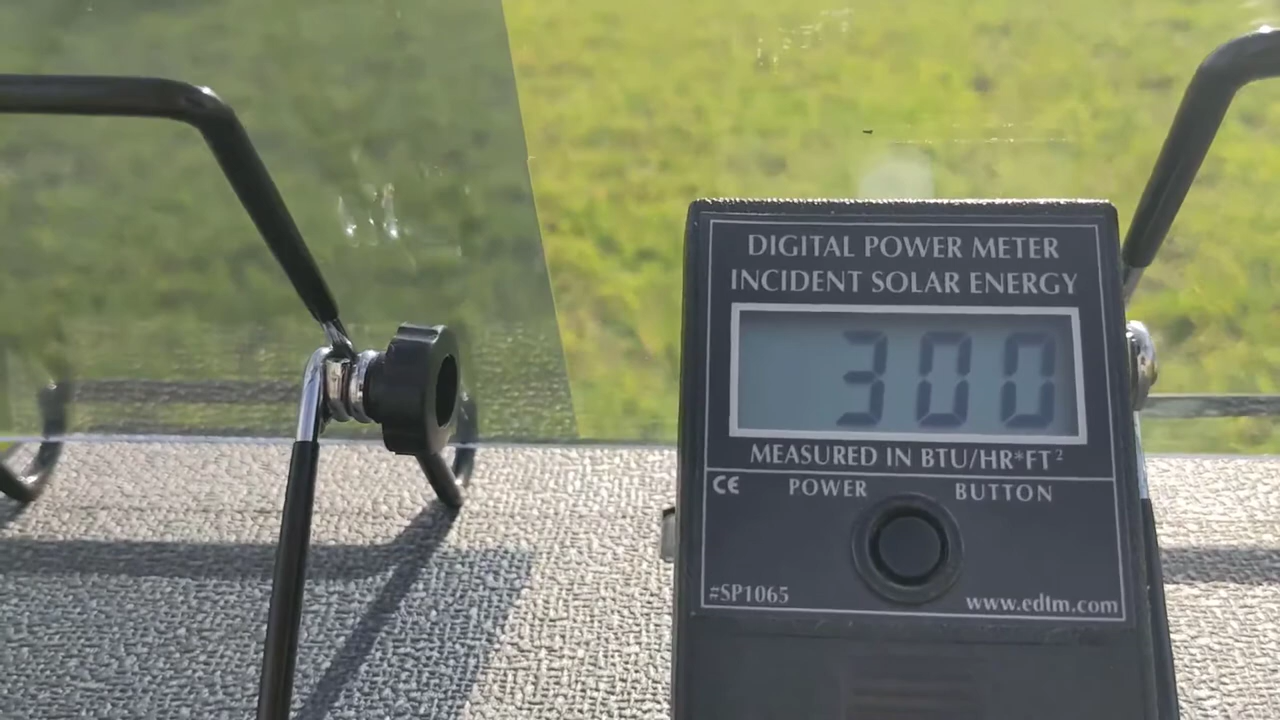 DIGITAL POWER METER
INCIDENT SOLAR ENERGY
300
MEASURED IN BTU/HR*FT²
CE POWER BUTTON
#SP1065
www.edtm.com